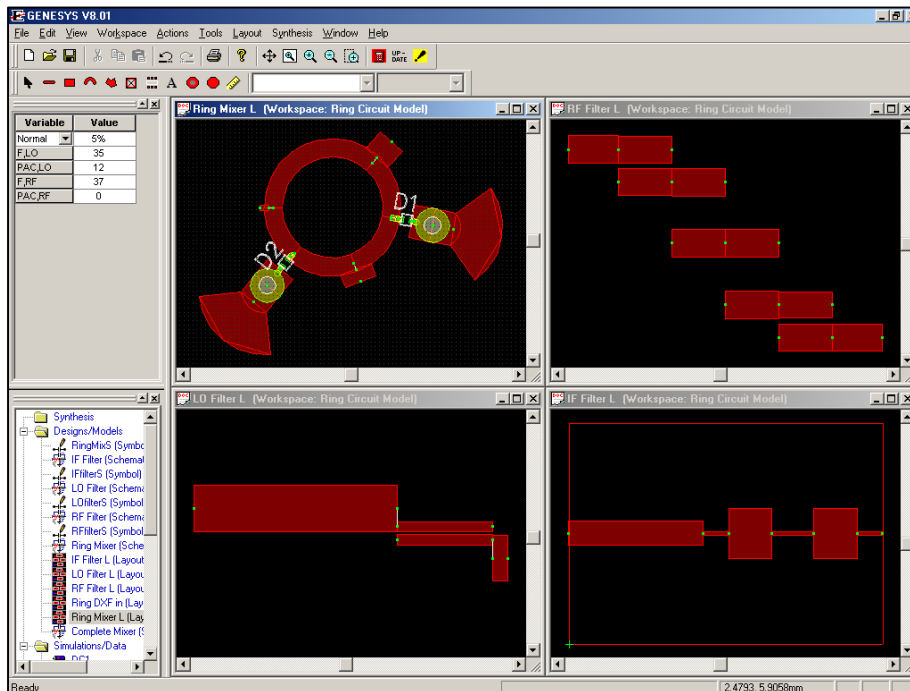 GENESYS V8.01
File Edit View Workspace Actions Tools Layout Synthesis Window Help
UP-
DATE
A
Variable Value
Normal 5%
F,LO 35
PAC,LO 12
F,RF 37
PAC,RF 0
Ring Mixer L (Workspace: Ring Circuit Model)
D1
D2
RF Filter L (Workspace: Ring Circuit Model)
Synthesis
Designs/Models
RingMixS (Symbc
IF Filter (Schemat
IFfilterS (Symbol)
LO Filter (Schema
LOfilterS (Symbol
RF Filter (Schema
RFfilterS (Symbol
Ring Mixer (Sche
IF Filter L (Layout
LO Filter L (Layou
RF Filter L (Layou
Ring DXF in (Lay
Ring Mixer L (Lay
Complete Mixer (S
Simulations/Data
DC1
LO Filter L (Workspace: Ring Circuit Model)
IF Filter L (Workspace: Ring Circuit Model)
Ready
2.4793, 5.9058mm